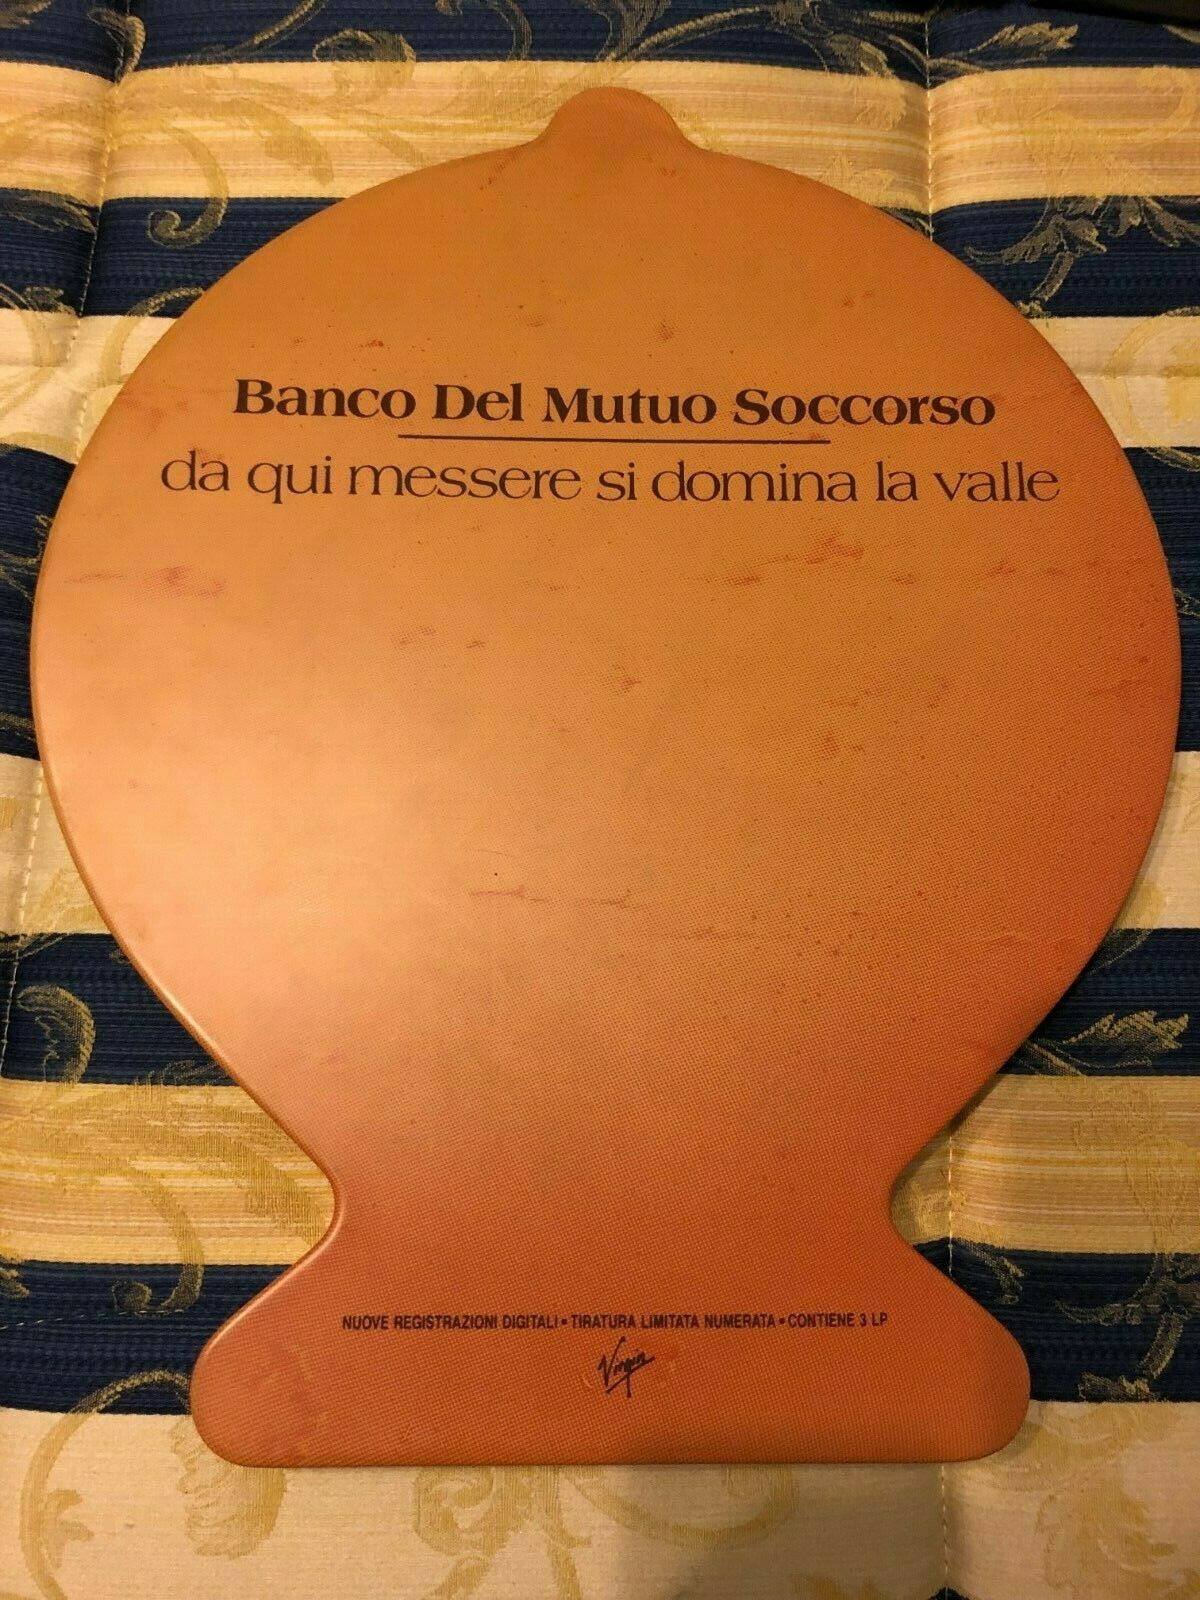 Banco Del Mutuo Soccorso
da qui messere si domina la valle
NUOVE REGISTRAZIONI DIGITALI • TIRATURA LIMITATA NUMERATA • CONTIENE 3 LP
Virgin